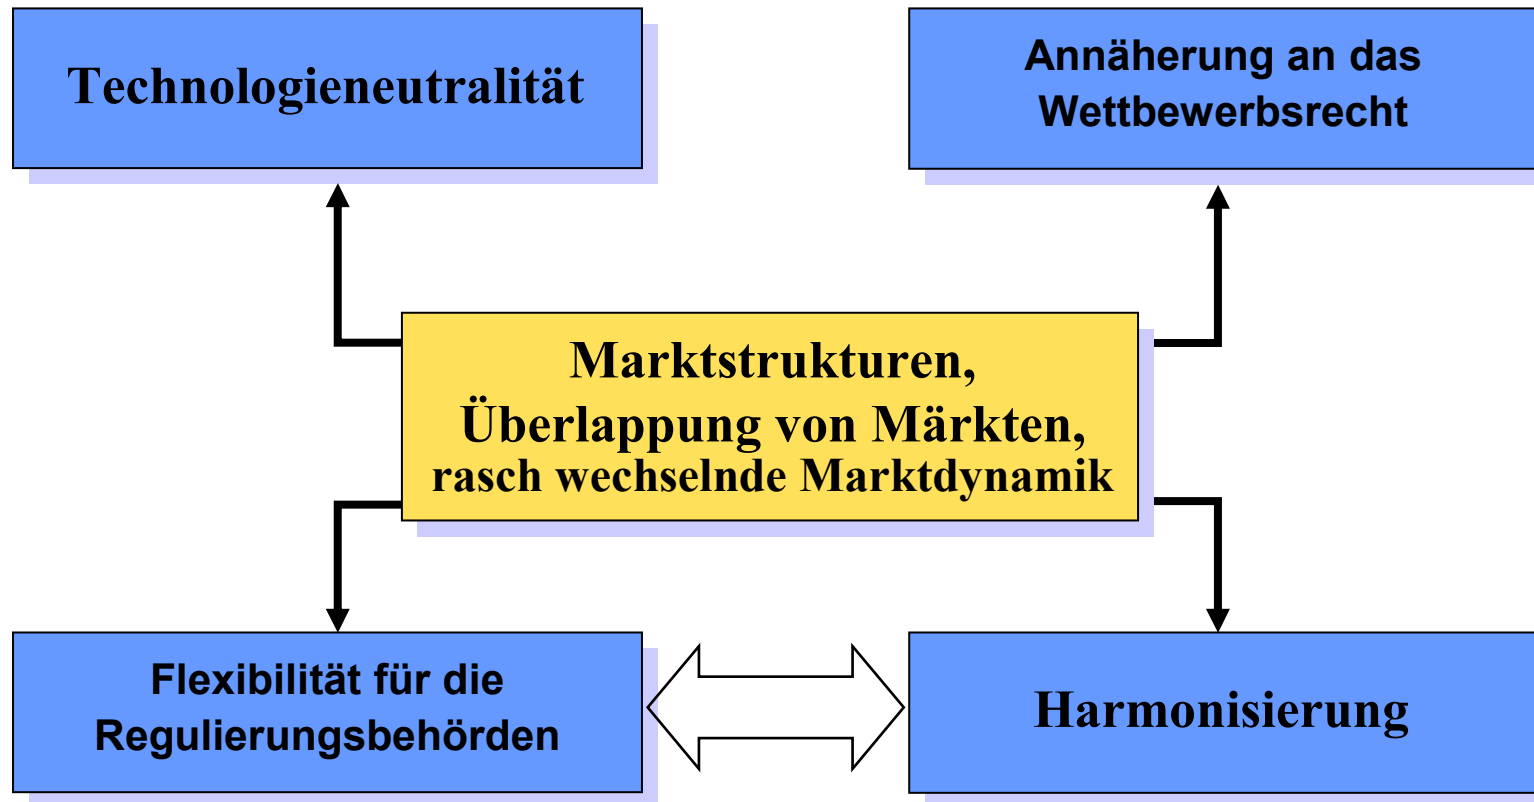 Technologieneutralität
Annäherung an das
Wettbewerbsrecht
Marktstrukturen,
Überlappung von Märkten,
rasch wechselnde Marktdynamik
Flexibilität für die
Regulierungsbehörden
Harmonisierung